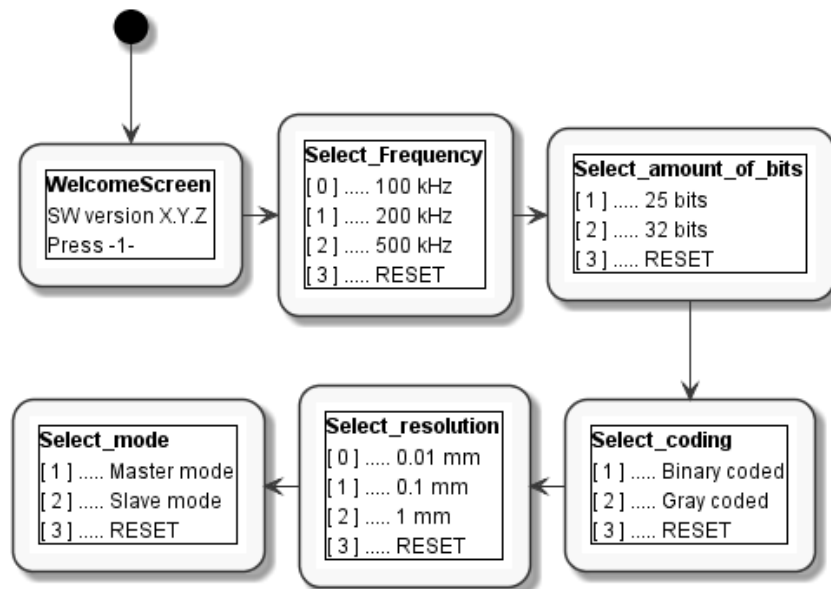 WelcomeScreen
SW version X.Y.Z
Press -1-
Select_Frequency
[ 0 ] ..... 100 kHz
[ 1 ] ..... 200 kHz
[ 2 ] ..... 500 kHz
[ 3 ] ..... RESET
Select_amount_of_bits
[ 1 ] ..... 25 bits
[ 2 ] ..... 32 bits
[ 3 ] ..... RESET
Select_coding
[ 1 ] ..... Binary coded
[ 2 ] ..... Gray coded
[ 3 ] ..... RESET
Select_resolution
[ 0 ] ..... 0.01 mm
[ 1 ] ..... 0.1 mm
[ 2 ] ..... 1 mm
[ 3 ] ..... RESET
Select_mode
[ 1 ] ..... Master mode
[ 2 ] ..... Slave mode
[ 3 ] ..... RESET